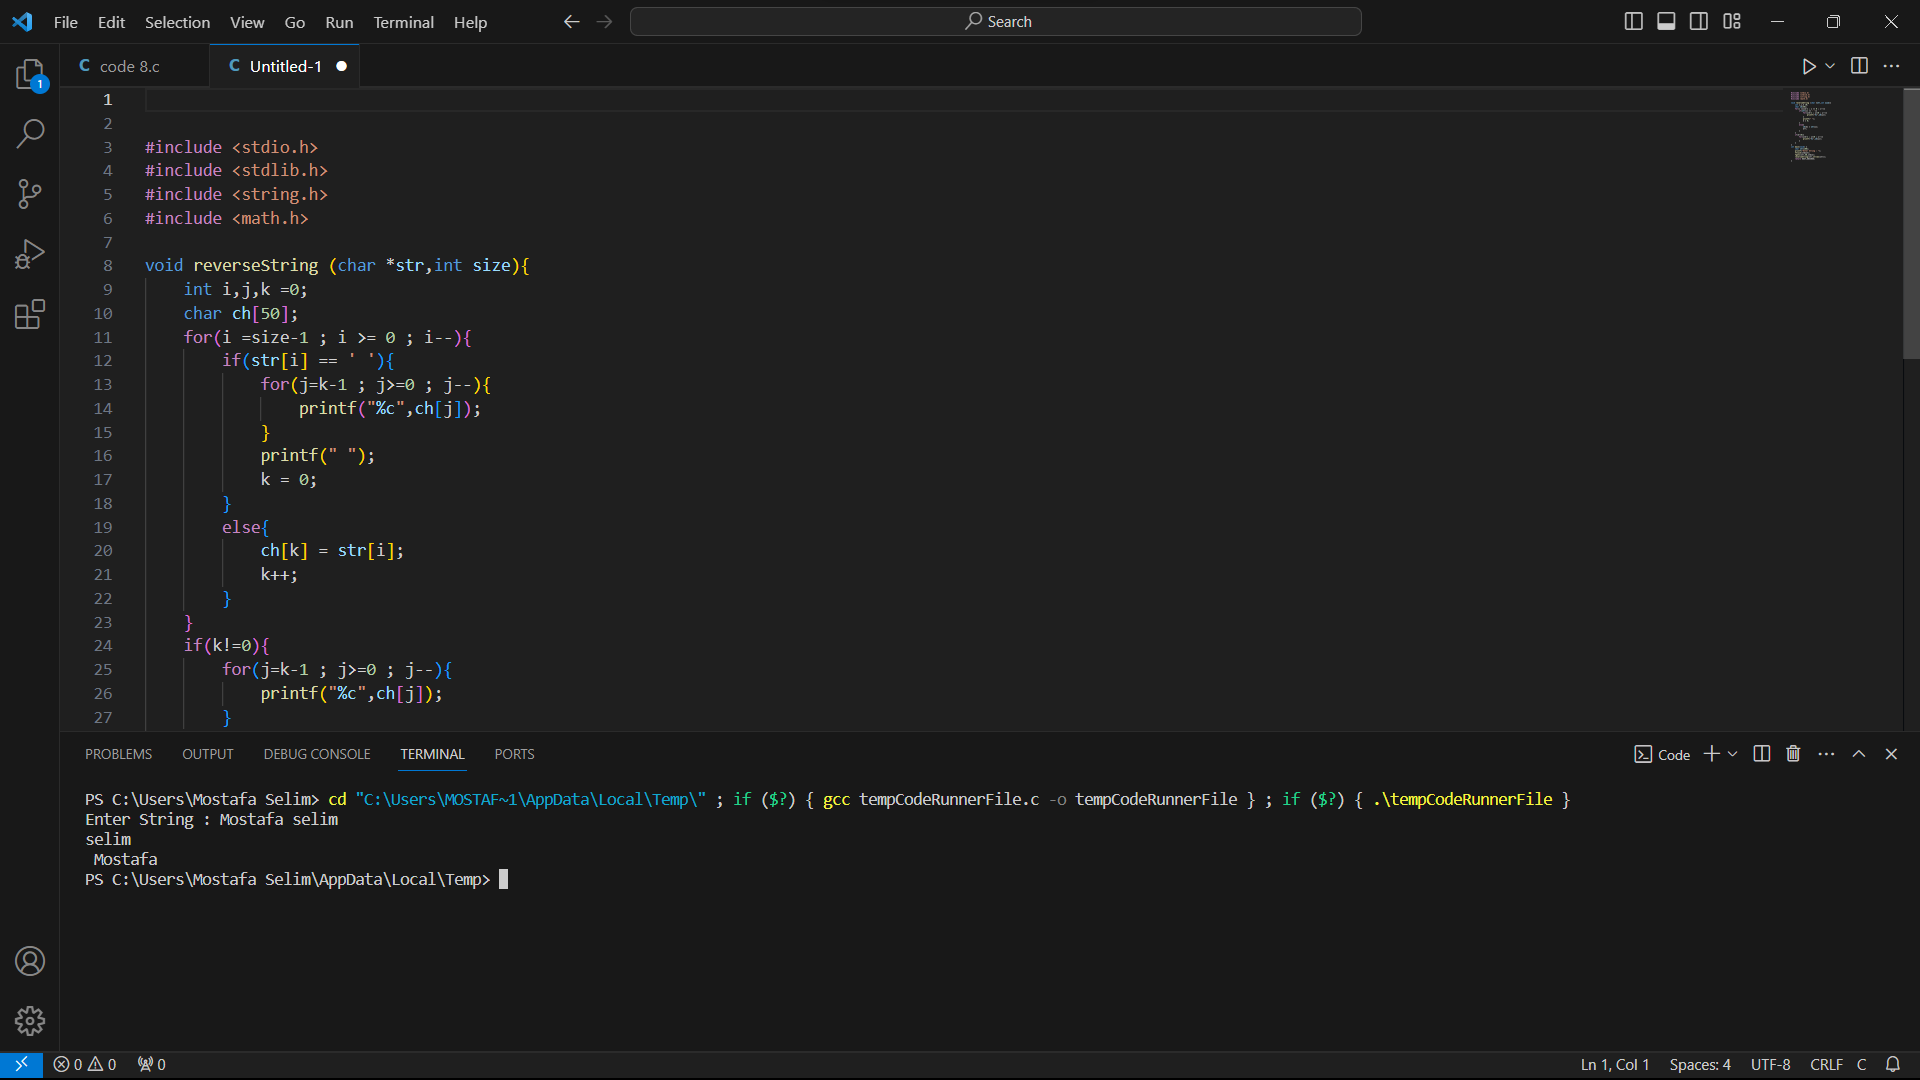 File Edit Selection View Go Run Terminal Help Search
C code 8.c C Untitled-1
1
2
3 #include <stdio.h>
4 #include <stdlib.h>
5 #include <string.h>
6 #include <math.h>
7
8 void reverseString (char *str,int size){
9 int i,j,k =0;
10 char ch[50];
11 for(i =size-1 ; i >= 0 ; i--){
12 if(str[i] == ' '){
13 for(j=k-1 ; j>=0 ; j--){
14 printf("%c",ch[j]);
15 }
16 printf(" ");
17 k = 0;
18 }
19 else{
20 ch[k] = str[i];
21 k++;
22 }
23 }
24 if(k!=0){
25 for(j=k-1 ; j>=0 ; j--){
26 printf("%c",ch[j]);
27 }
PROBLEMS OUTPUT DEBUG CONSOLE TERMINAL PORTS Code
PS C:\Users\Mostafa Selim> cd "C:\Users\MOSTAF~1\AppData\Local\Temp\" ; if ($?) { gcc tempCodeRunnerFile.c -o tempCodeRunnerFile } ; if ($?) { .\tempCodeRunnerFile }
Enter String : Mostafa selim
selim
 Mostafa
PS C:\Users\Mostafa Selim\AppData\Local\Temp>
0 0 0 Ln 1, Col 1 Spaces: 4 UTF-8 CRLF C
1